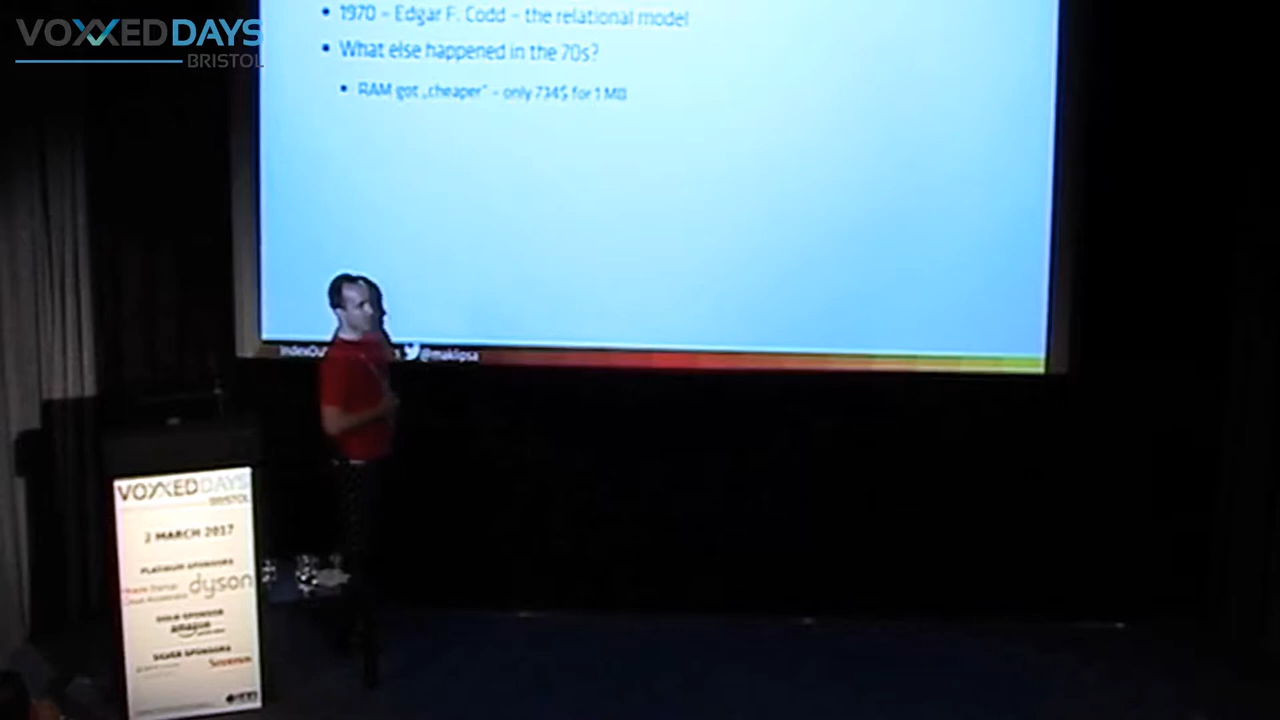 VOXXEDDAYS
BRISTOL
• 1970 – Edgar F. Codd – the relational model
• What else happened in the 70s?
• RAM got „cheaper" – only 734$ for 1 MB
@maklipsa
VOXXEDDAYS
BRISTOL
2 MARCH 2017
PLATINUM SPONSORS
dyson
GOLD SPONSOR
amazon
SILVER SPONSORS